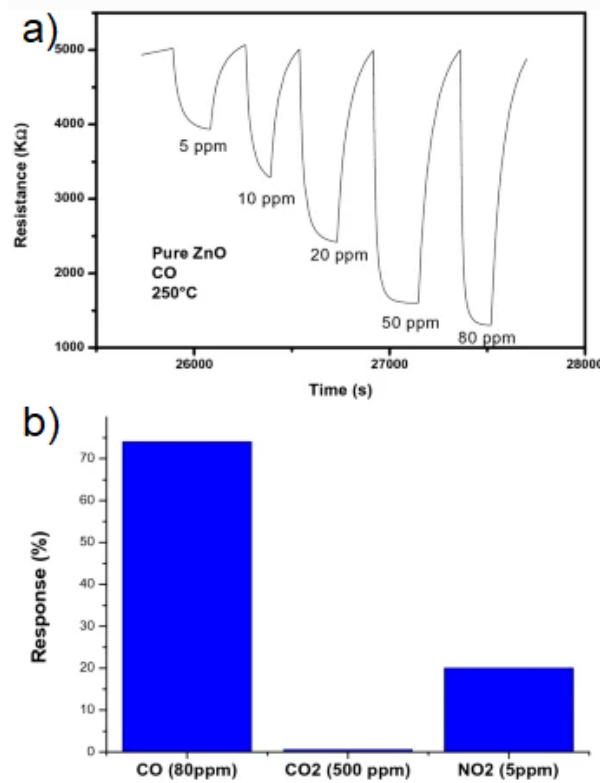 a)
5000
4000
3000
2000
1000
Resistance (KΩ)
5 ppm
10 ppm
20 ppm
50 ppm
80 ppm
Pure ZnO
CO
250°C
26000 27000 28000
Time (s)
b)
70
60
50
40
30
20
10
0
Response (%)
CO (80ppm) CO2 (500 ppm) NO2 (5ppm)